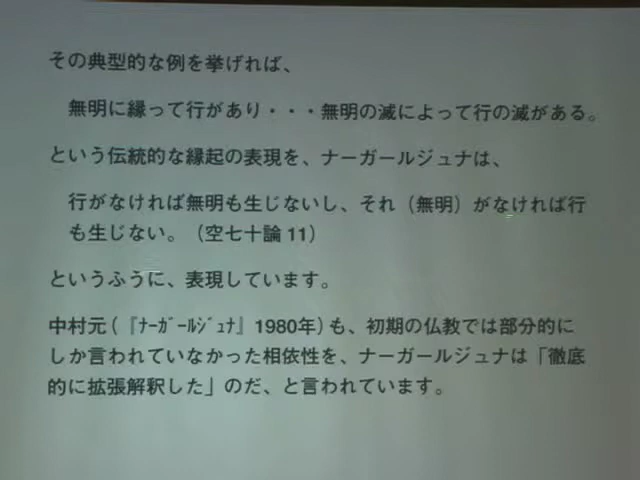 その典型的な例を挙げれば、
無明に縁って行があり・・・無明の滅によって行の滅がある。
という伝統的な縁起の表現を、ナーガールジュナは、
行がなければ無明も生じないし、それ（無明）がなければ行
も生じない。（空七十論 11）
というふうに、表現しています。
中村元(『ﾅｰｶﾞｰﾙｼﾞｭﾅ』1980年)も、初期の仏教では部分的に
しか言われていなかった相依性を、ナーガールジュナは「徹底
的に拡張解釈した」のだ、と言われています。